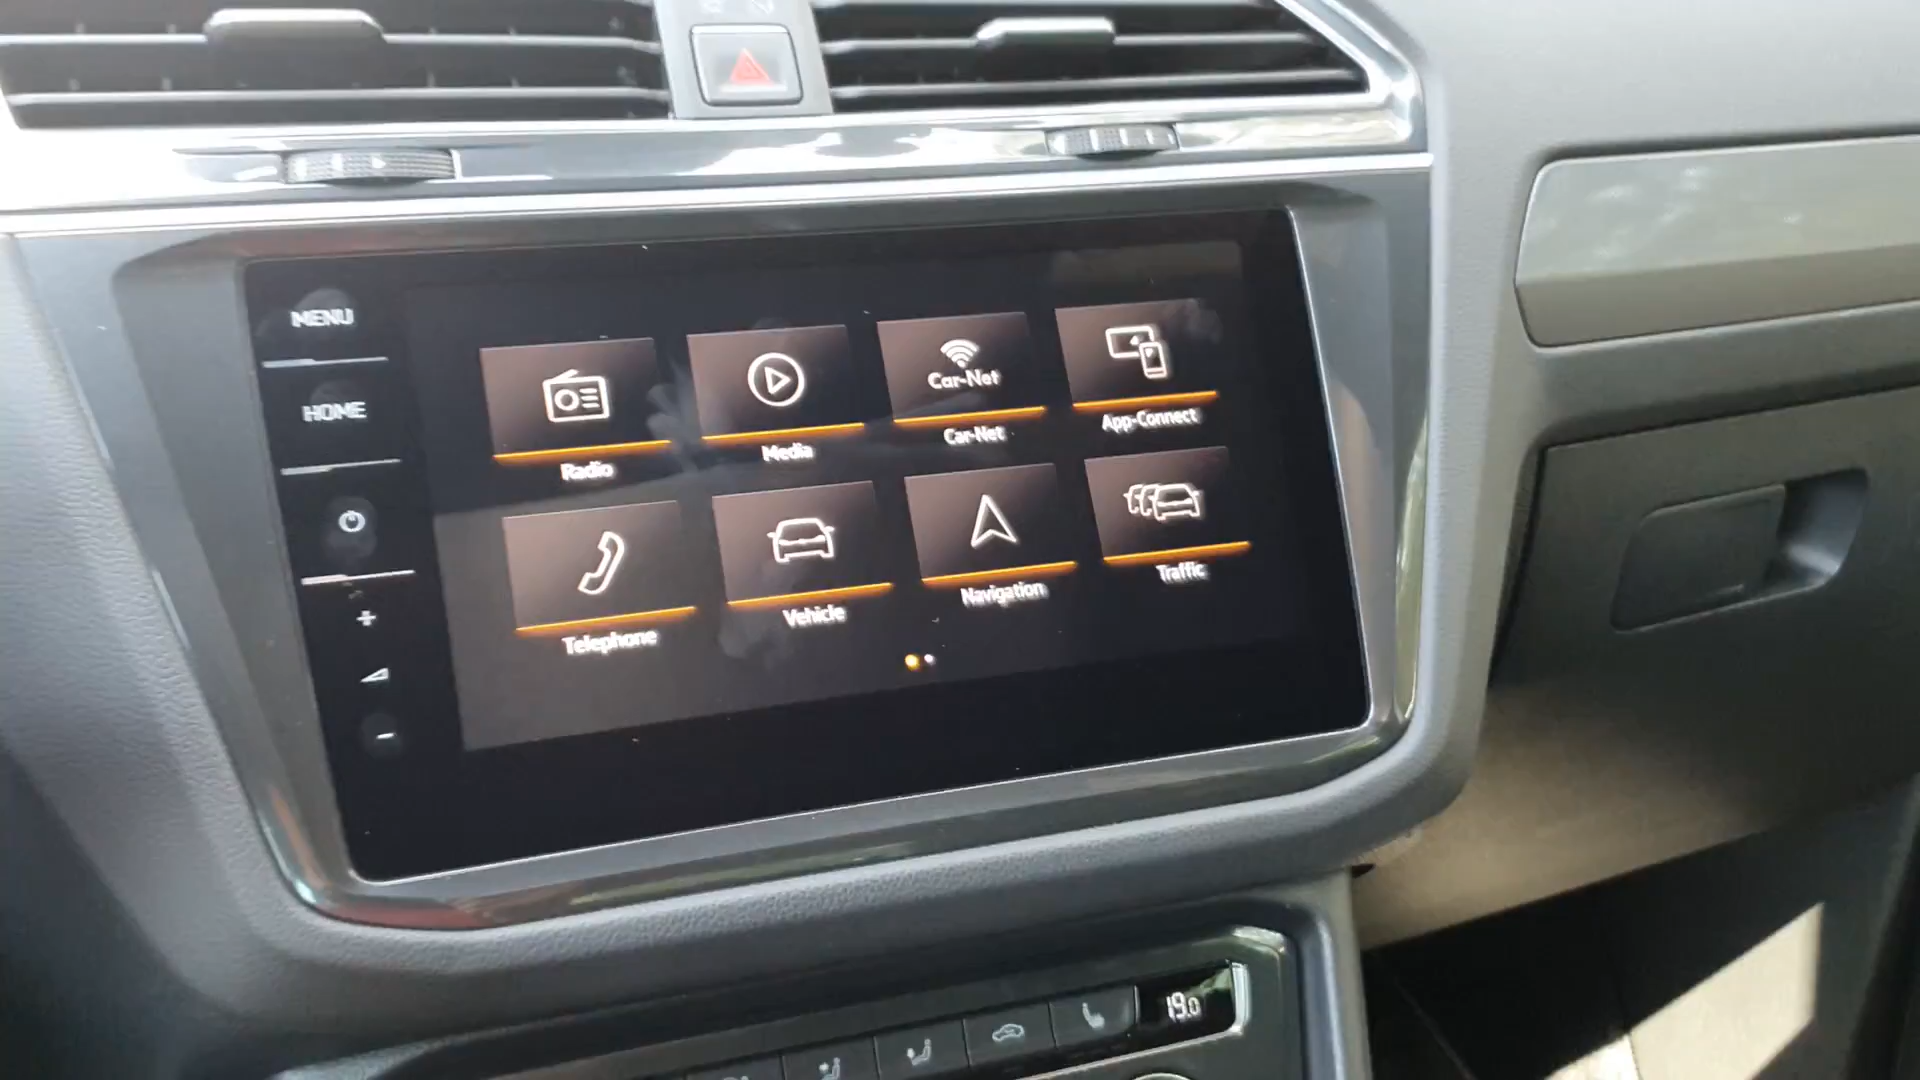 MENU
HOME
Radio
Media
Car-Net
Car-Net
App-Connect
Telephone
Vehicle
Navigation
Traffic
+
-
19.0